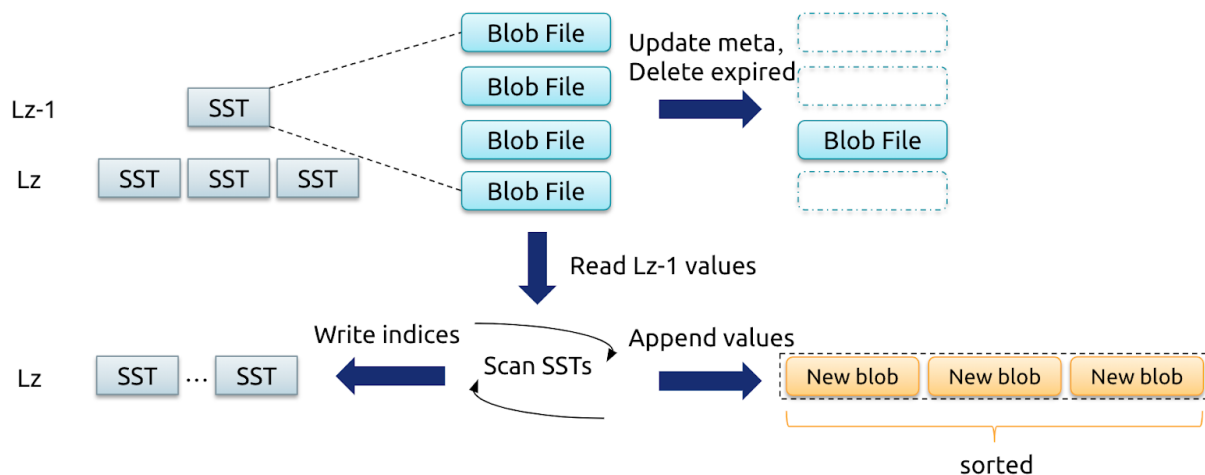 Blob File
Update meta,
Delete expired
Blob File
Lz-1
SST
Blob File
Blob File
Lz
SST
SST
SST
Blob File
Read Lz-1 values
Write indices
Append values
Lz
SST
...
SST
Scan SSTs
New blob
New blob
New blob
sorted